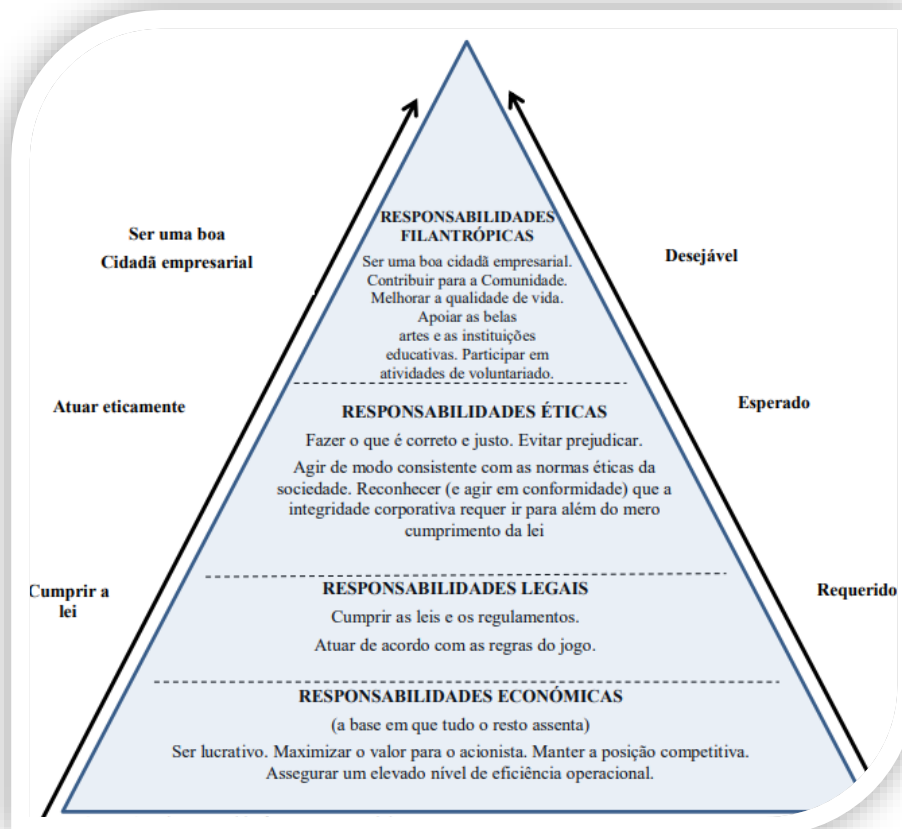 RESPONSABILIDADES
FILANTRÓPICAS
Ser uma boa
Cidadã empresarial
Ser uma boa cidadã empresarial.
Contribuir para a Comunidade.
Melhorar a qualidade de vida.
Apoiar as belas
artes e as instituições
educativas. Participar em
atividades de voluntariado.
Desejável
Atuar eticamente
RESPONSABILIDADES ÉTICAS
Fazer o que é correto e justo. Evitar prejudicar.
Agir de modo consistente com as normas éticas da
sociedade. Reconhecer (e agir em conformidade) que a
integridade corporativa requer ir para além do mero
cumprimento da lei
Esperado
Cumprir a
lei
RESPONSABILIDADES LEGAIS
Cumprir as leis e os regulamentos.
Atuar de acordo com as regras do jogo.
Requerido
RESPONSABILIDADES ECONÓMICAS
(a base em que tudo o resto assenta)
Ser lucrativo. Maximizar o valor para o acionista. Manter a posição competitiva.
Assegurar um elevado nível de eficiência operacional.